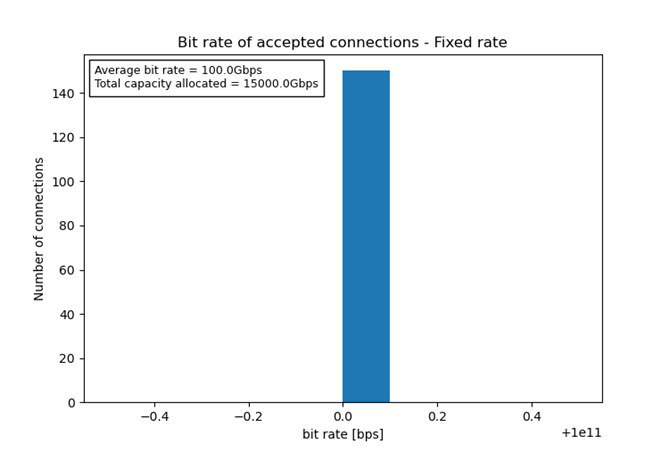 Bit rate of accepted connections - Fixed rate
Average bit rate = 100.0Gbps
Total capacity allocated = 15000.0Gbps
Number of connections
140
120
100
80
60
40
20
0
−0.4
−0.2
0.0
0.2
0.4
bit rate [bps]
+1e11